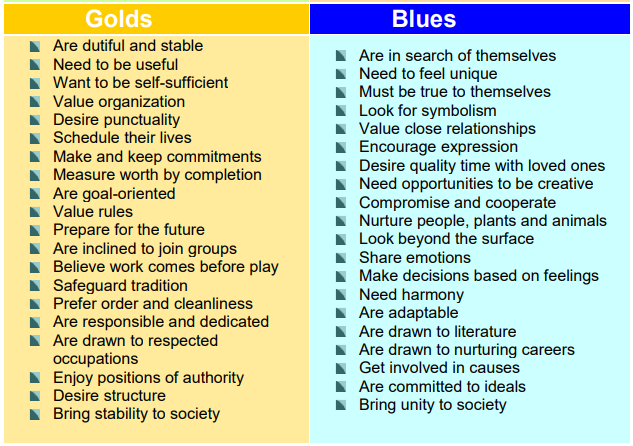 Golds
Are dutiful and stable
Need to be useful
Want to be self-sufficient
Value organization
Desire punctuality
Schedule their lives
Make and keep commitments
Measure worth by completion
Are goal-oriented
Value rules
Prepare for the future
Are inclined to join groups
Believe work comes before play
Safeguard tradition
Prefer order and cleanliness
Are responsible and dedicated
Are drawn to respected
occupations
Enjoy positions of authority
Desire structure
Bring stability to society
Blues
Are in search of themselves
Need to feel unique
Must be true to themselves
Look for symbolism
Value close relationships
Encourage expression
Desire quality time with loved ones
Need opportunities to be creative
Compromise and cooperate
Nurture people, plants and animals
Look beyond the surface
Share emotions
Make decisions based on feelings
Need harmony
Are adaptable
Are drawn to literature
Are drawn to nurturing careers
Get involved in causes
Are committed to ideals
Bring unity to society